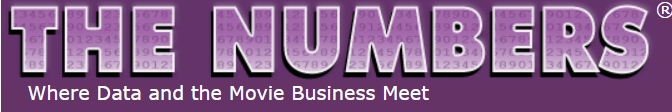 THE NUMBERS®
Where Data and the Movie Business Meet